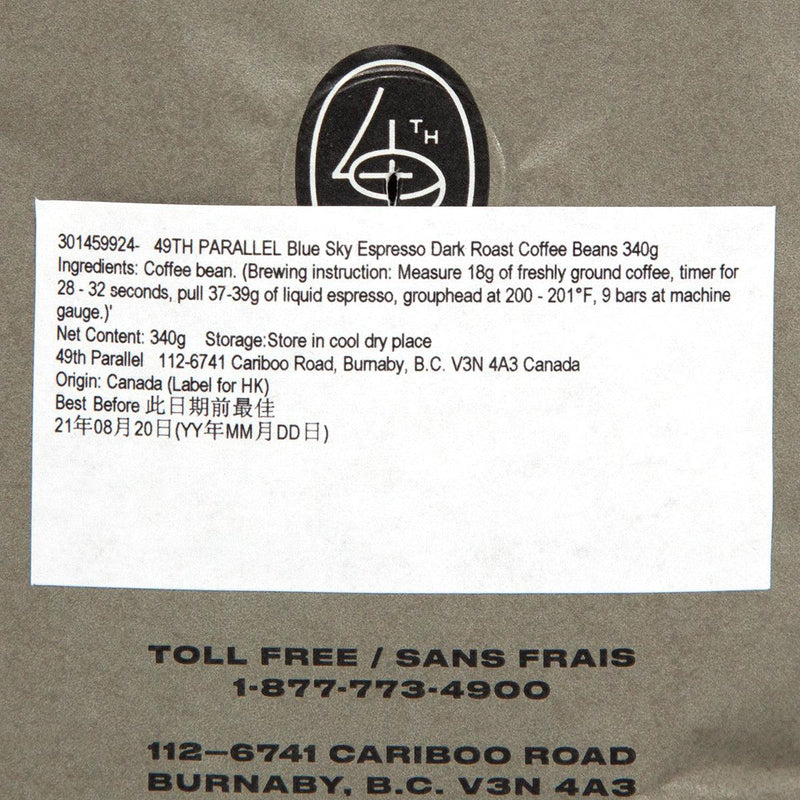 49 TH
301459924- 49TH PARALLEL Blue Sky Espresso Dark Roast Coffee Beans 340g
Ingredients: Coffee bean. (Brewing instruction: Measure 18g of freshly ground coffee, timer for
28 - 32 seconds, pull 37-39g of liquid espresso, grouphead at 200 - 201°F, 9 bars at machine
gauge.)'
Net Content: 340g Storage:Store in cool dry place
49th Parallel 112-6741 Cariboo Road, Burnaby, B.C. V3N 4A3 Canada
Origin: Canada (Label for HK)
Best Before 此日期前最佳
21年08月20日(YY年MM月DD日)
TOLL FREE / SANS FRAIS
1-877-773-4900
112—6741 CARIBOO ROAD
BURNABY, B.C. V3N 4A3